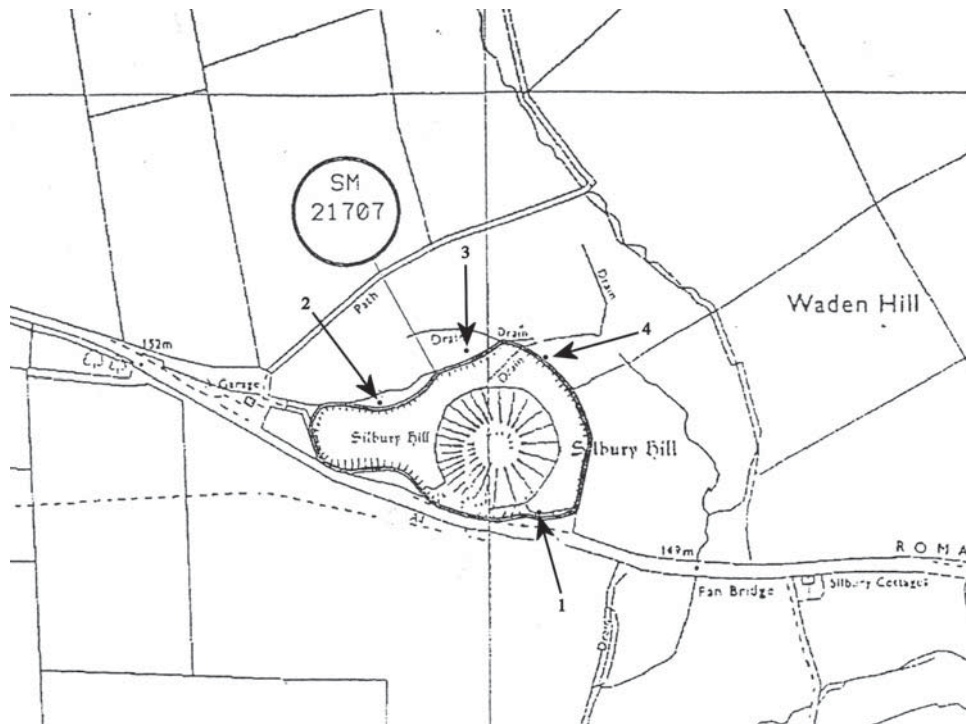 SM
21707
3
2
Path
Drain
Drain
Drain
4
Waden Hill
152m
Drain
Garage
Silbury Hill
Silbury Hill
A4
147m
ROMA
1
Fan Bridge
Silbury Cottages
Drain